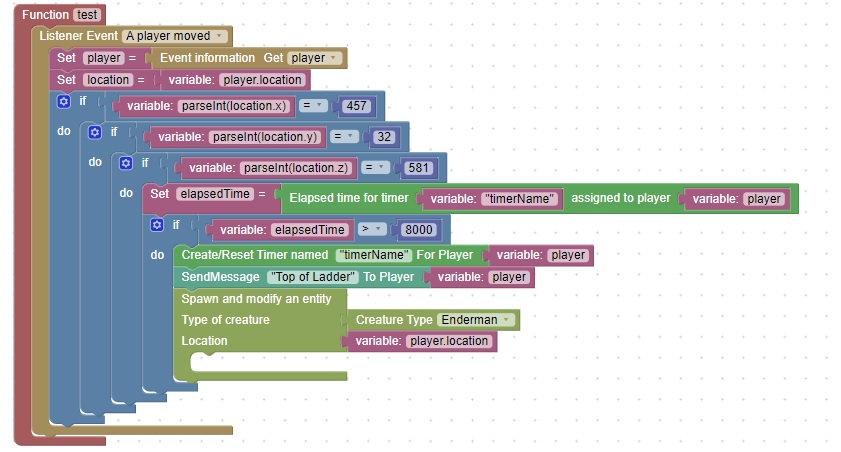 Function test
Listener Event A player moved
Set player = Event information Get player
Set location = variable: player.location
if variable: parseInt(location.x) = 457
do if variable: parseInt(location.y) = 32
do if variable: parseInt(location.z) = 581
do Set elapsedTime = Elapsed time for timer variable: "timerName" assigned to player variable: player
if variable: elapsedTime > 8000
do Create/Reset Timer named "timerName" For Player variable: player
SendMessage "Top of Ladder" To Player variable: player
Spawn and modify an entity
Type of creature Creature Type Enderman
Location variable: player.location